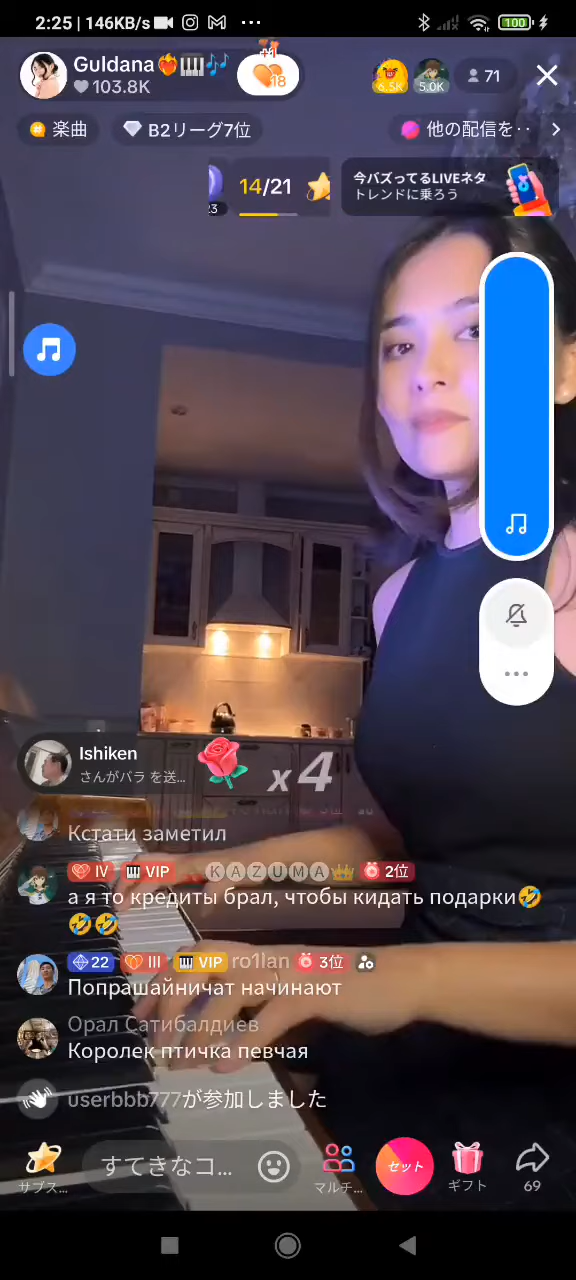 2:25 | 146KB/s
100
Guldana❤️‍🔥🎹🎶
103.8K
+1
18
6.5K
5.0K
71
楽曲
B2リーグ7位
他の配信を‥
14/21
今バズってるLIVEネタ
トレンドに乗ろう
Ishiken
さんがバラ を送...
x4
Кстати заметил
IV VIP KAZUMA👑 2位
а я то кредиты брал, чтобы кидать подарки🤣
🤣🤣
22 III VIP ro1lan 3位
Попрашайничат начинают
Орал Сатибалдиев
Королек птичка певчая
userbbb777が参加しました
すてきなコ...
サブス...
マルチ...
セット
ギフト
69